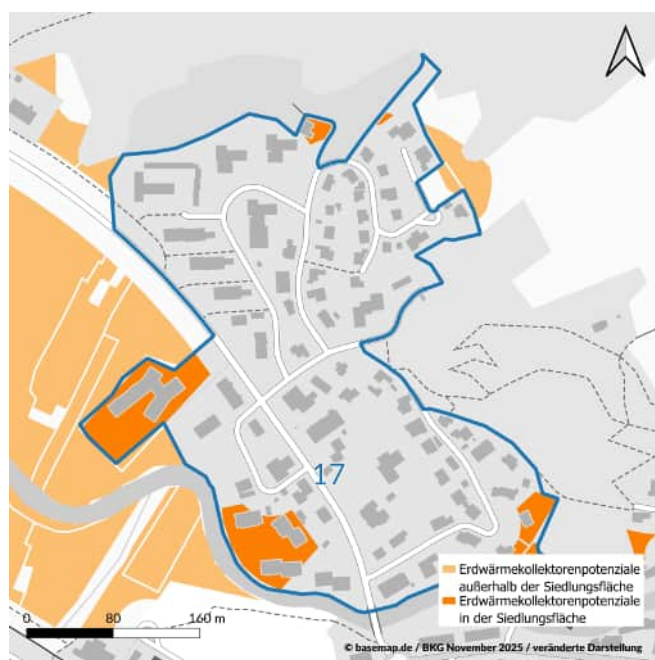 17
Erdwärmekollektorenpotenziale
außerhalb der Siedlungsfläche
Erdwärmekollektorenpotenziale
in der Siedlungsfläche
0 80 160 m
© basemap.de / BKG November 2025 / veränderte Darstellung